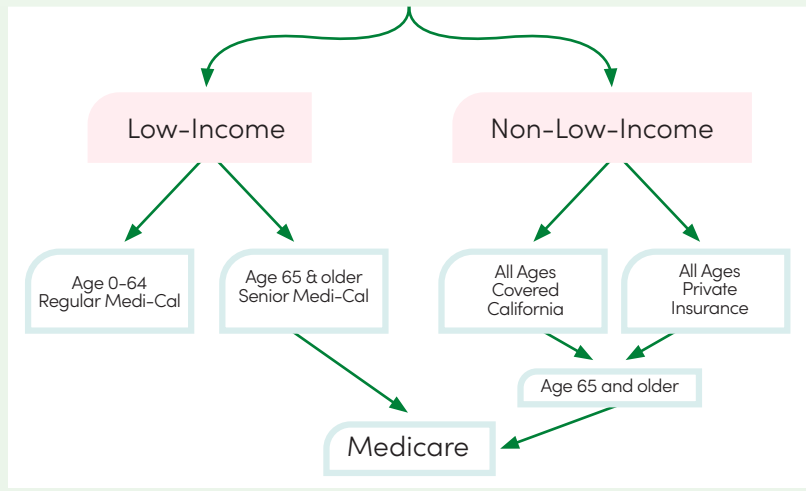 Low-Income
Non-Low-Income
Age 0-64
Regular Medi-Cal
Age 65 & older
Senior Medi-Cal
All Ages
Covered
California
All Ages
Private
Insurance
Age 65 and older
Medicare